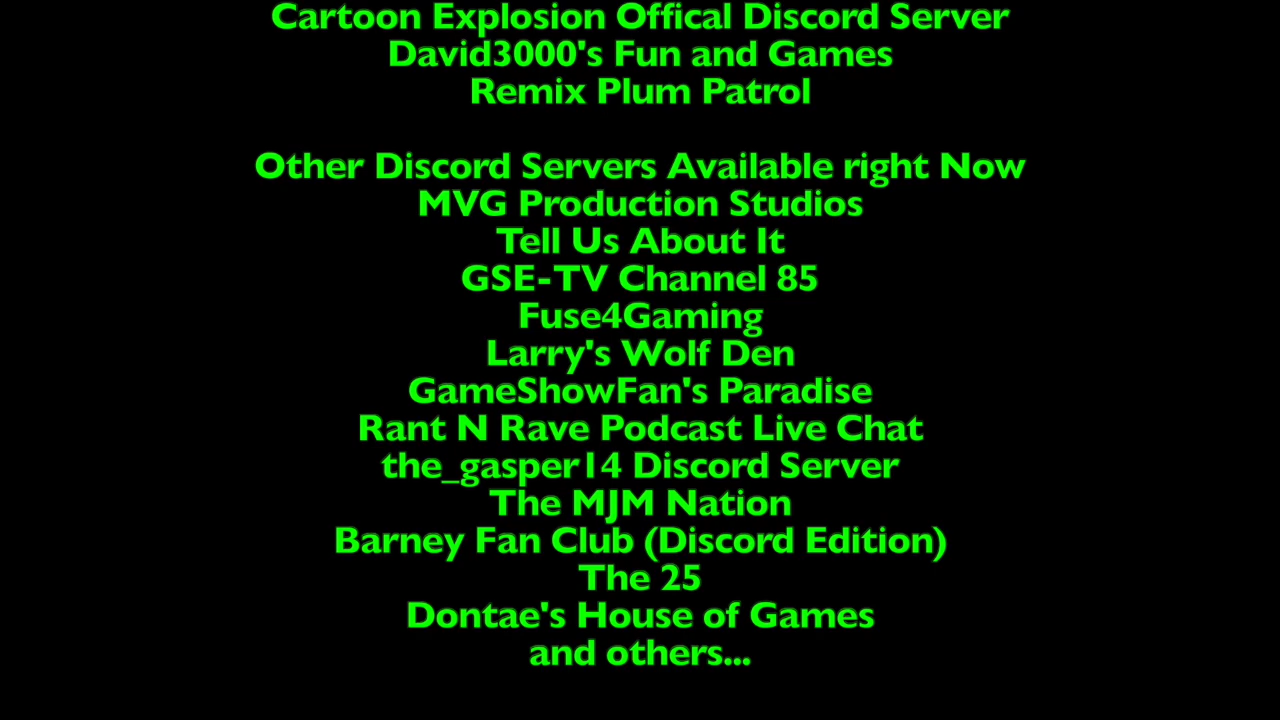 Cartoon Explosion Offical Discord Server
David3000's Fun and Games
Remix Plum Patrol
Other Discord Servers Available right Now
MVG Production Studios
Tell Us About It
GSE-TV Channel 85
Fuse4Gaming
Larry's Wolf Den
GameShowFan's Paradise
Rant N Rave Podcast Live Chat
the_gasper14 Discord Server
The MJM Nation
Barney Fan Club (Discord Edition)
The 25
Dontae's House of Games
and others...